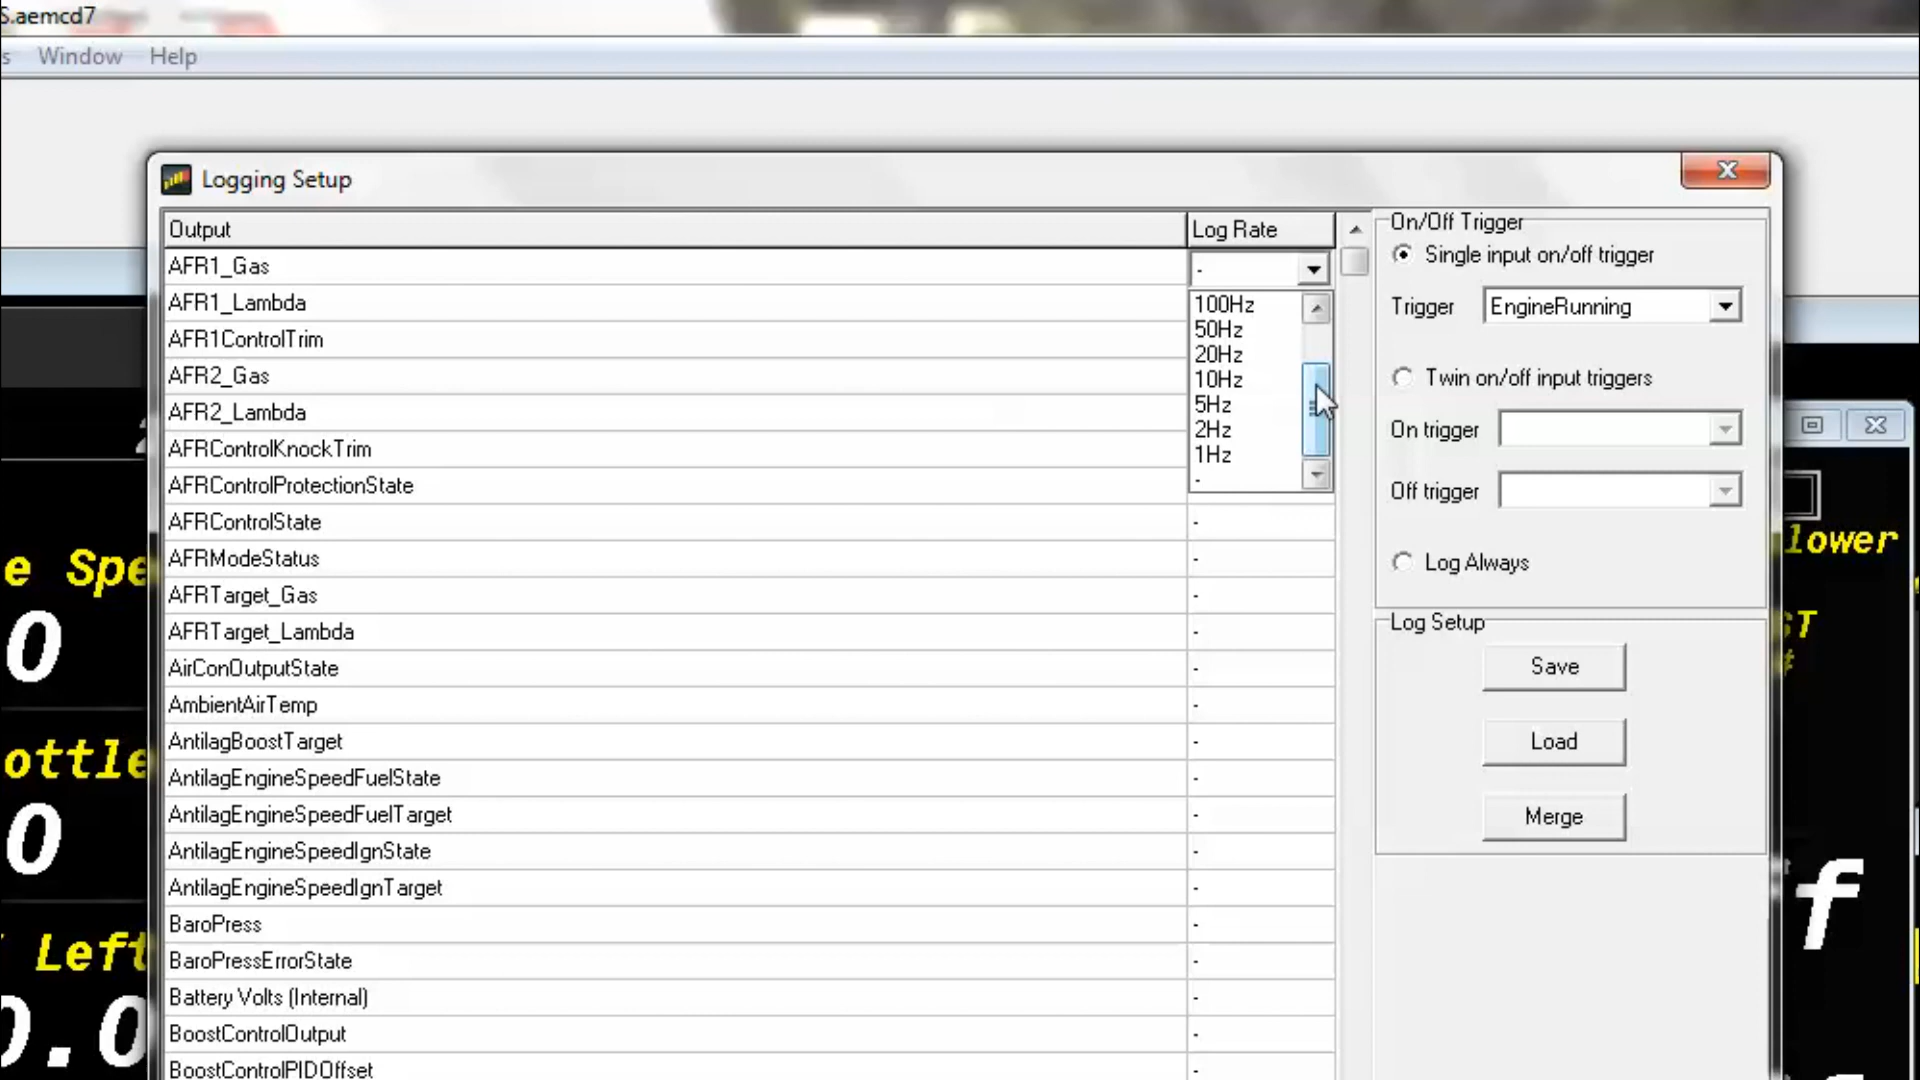 S.aemcd7
s Window Help
Logging Setup
Output Log Rate
AFR1_Gas -
AFR1_Lambda
AFR1ControlTrim
AFR2_Gas
AFR2_Lambda
AFRControlKnockTrim
AFRControlProtectionState
AFRControlState -
AFRModeStatus -
AFRTarget_Gas -
AFRTarget_Lambda -
AirConOutputState -
AmbientAirTemp -
AntilagBoostTarget -
AntilagEngineSpeedFuelState -
AntilagEngineSpeedFuelTarget -
AntilagEngineSpeedIgnState -
AntilagEngineSpeedIgnTarget -
BaroPress -
BaroPressErrorState -
Battery Volts (Internal) -
BoostControlOutput -
BoostControlPIDOffset
100Hz
50Hz
20Hz
10Hz
5Hz
2Hz
1Hz
-
On/Off Trigger
Single input on/off trigger
Trigger EngineRunning
Twin on/off input triggers
On trigger
Off trigger
Log Always
Log Setup
Save
Load
Merge
e Spe
0
ottle
0
Left
0.0
lower
ST
#
f